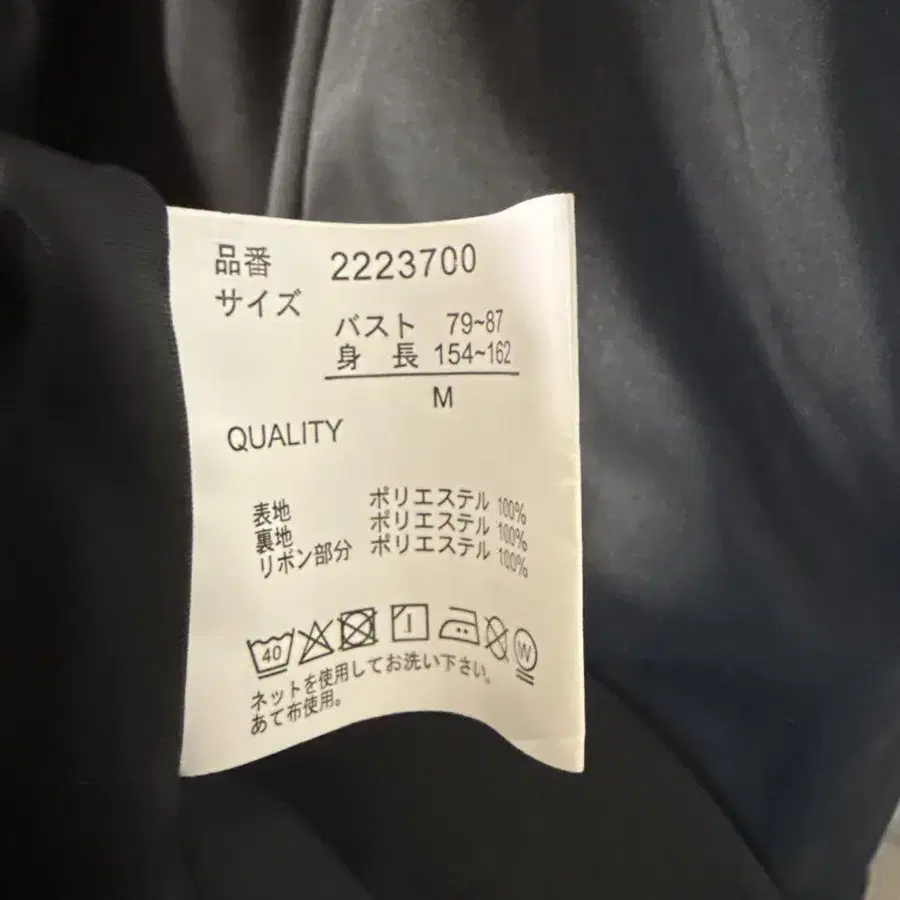 品番 2223700
サイズ
バスト 79~87
身長 154~162
M
QUALITY
表地 ポリエステル 100%
裏地 ポリエステル 100%
リボン部分 ポリエステル 100%
40 W
ネットを使用してお洗い下さい。
あて布使用。